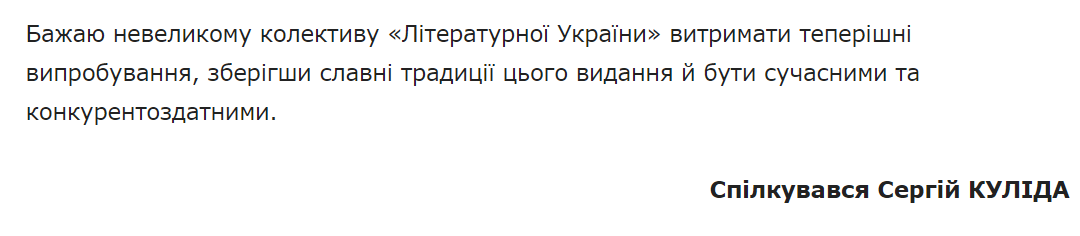 Бажаю невеликому колективу «Літературної України» витримати теперішні
випробування, зберігши славні традиції цього видання й бути сучасними та
конкурентоздатними.
Спілкувався Сергій КУЛІДА